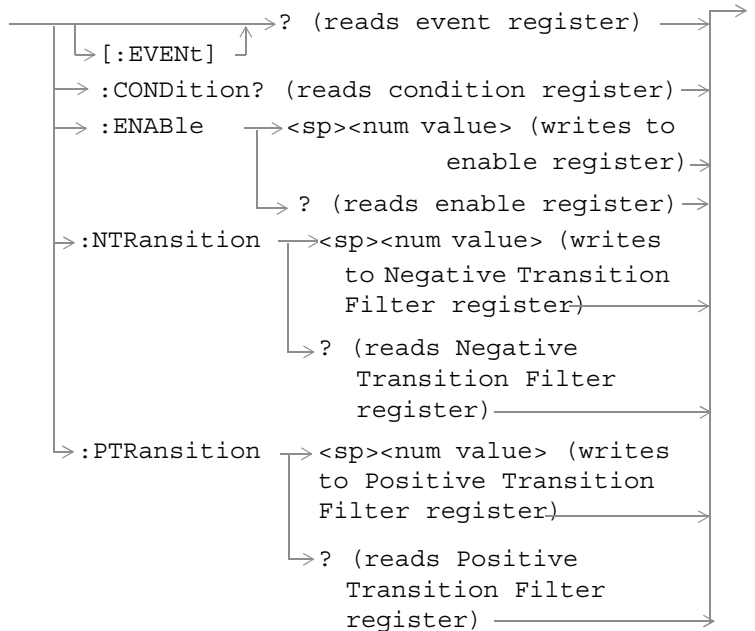 ? (reads event register)
[:EVENt]
:CONDition? (reads condition register)
:ENABle <sp><num value> (writes to
enable register)
? (reads enable register)
:NTRansition <sp><num value> (writes
to Negative Transition
Filter register)
? (reads Negative
Transition Filter
register)
:PTRansition <sp><num value> (writes
to Positive Transition
Filter register)
? (reads Positive
Transition Filter
register)